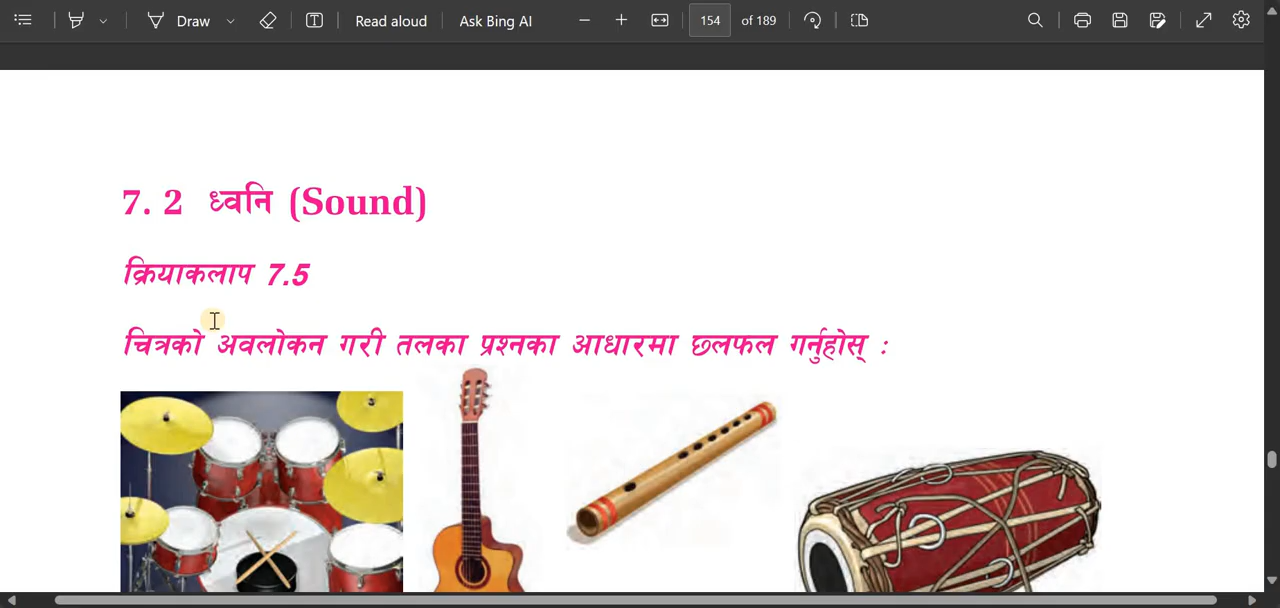 Draw Read aloud Ask Bing AI 154 of 189
7. 2 ध्वनि (Sound)
क्रियाकलाप 7.5
चित्रको अवलोकन गरी तलका प्रश्नका आधारमा छलफल गर्नुहोस् :